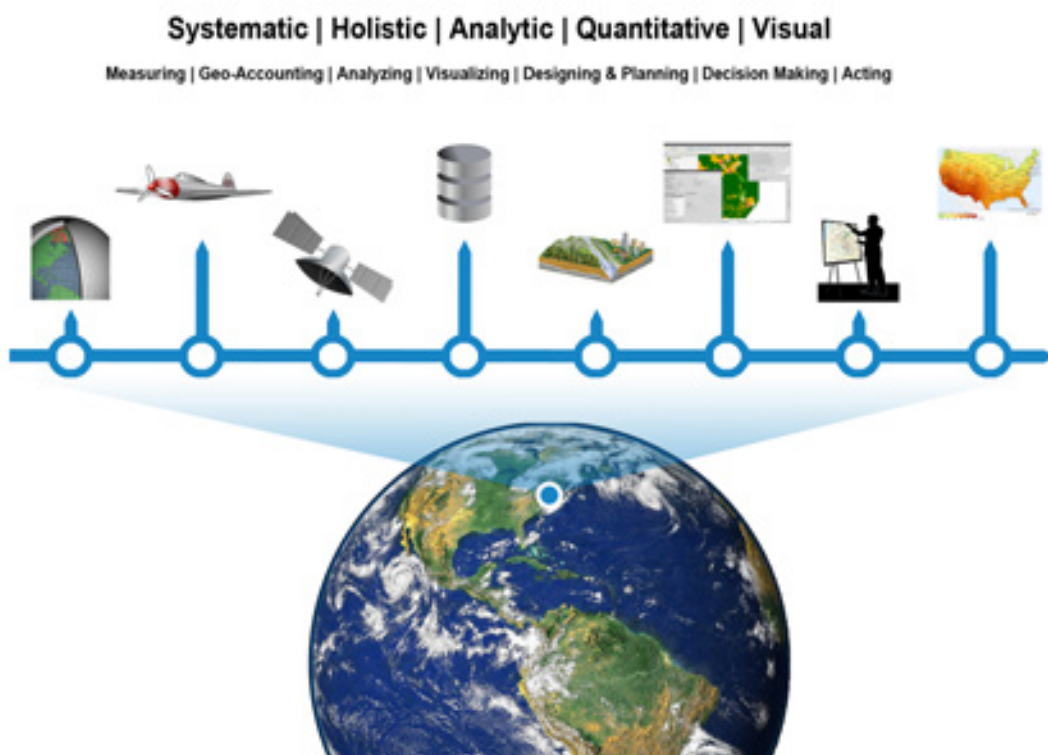 Systematic | Holistic | Analytic | Quantitative | Visual
Measuring | Geo-Accounting | Analyzing | Visualizing | Designing & Planning | Decision Making | Acting